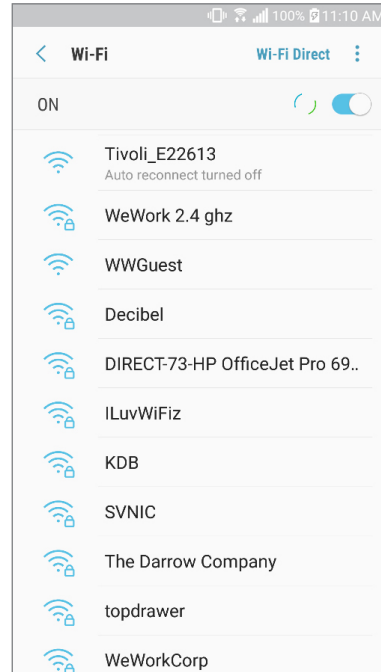 100% 11:10 AM
Wi-Fi Wi-Fi Direct
ON
Tivoli_E22613
Auto reconnect turned off
WeWork 2.4 ghz
WWGuest
Decibel
DIRECT-73-HP OfficeJet Pro 69..
ILuvWiFiz
KDB
SVNIC
The Darrow Company
topdrawer
WeWorkCorp